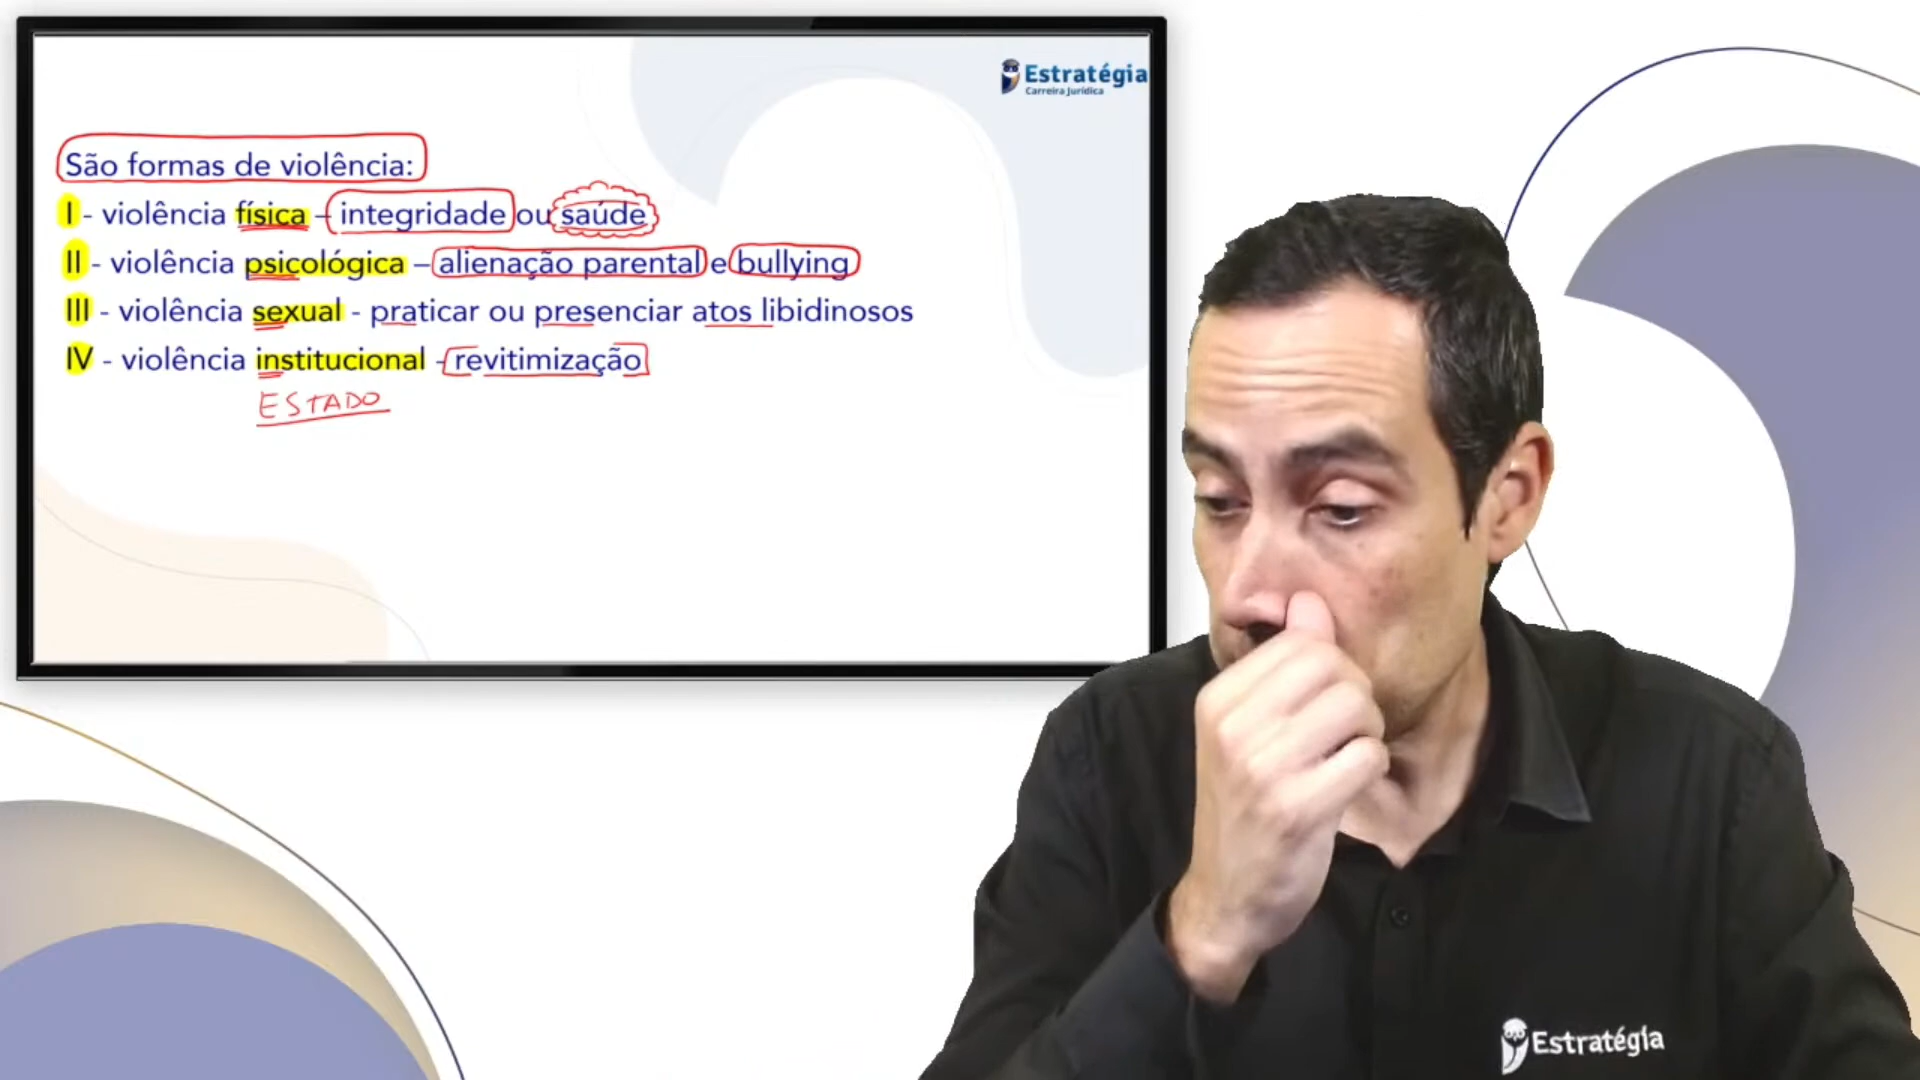 Estratégia
Carreira Jurídica
São formas de violência:
I - violência física – integridade ou saúde
II - violência psicológica – alienação parental e bullying
III - violência sexual - praticar ou presenciar atos libidinosos
IV - violência institucional - revitimização
ESTADO
Estratégia